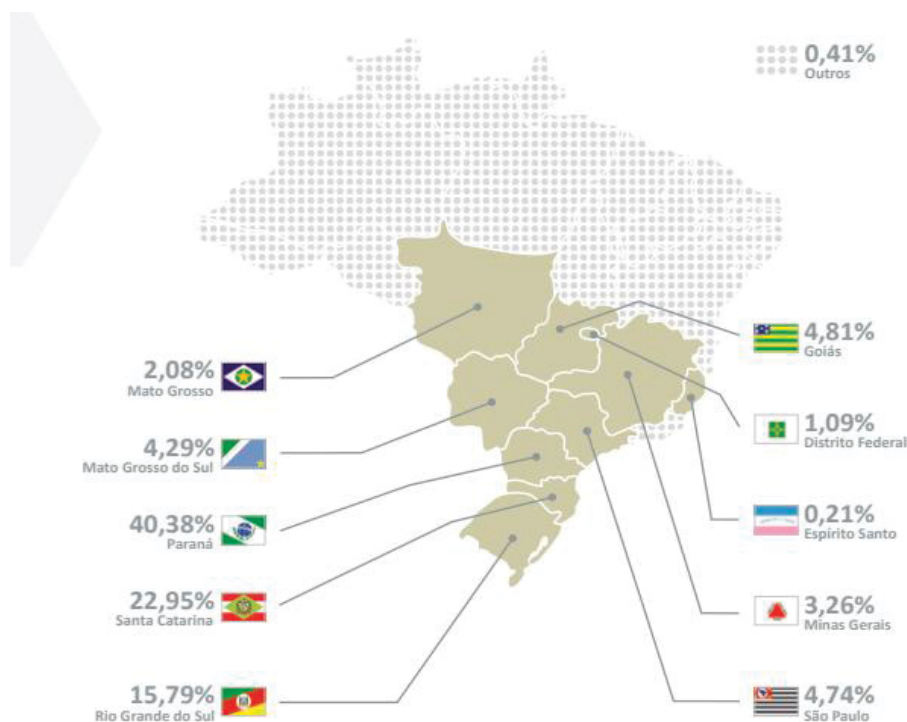 0,41%
Outros
2,08%
Mato Grosso
4,29%
Mato Grosso do Sul
40,38%
Paraná
22,95%
Santa Catarina
15,79%
Rio Grande do Sul
4,81%
Goiás
1,09%
Distrito Federal
0,21%
Espírito Santo
3,26%
Minas Gerais
4,74%
São Paulo